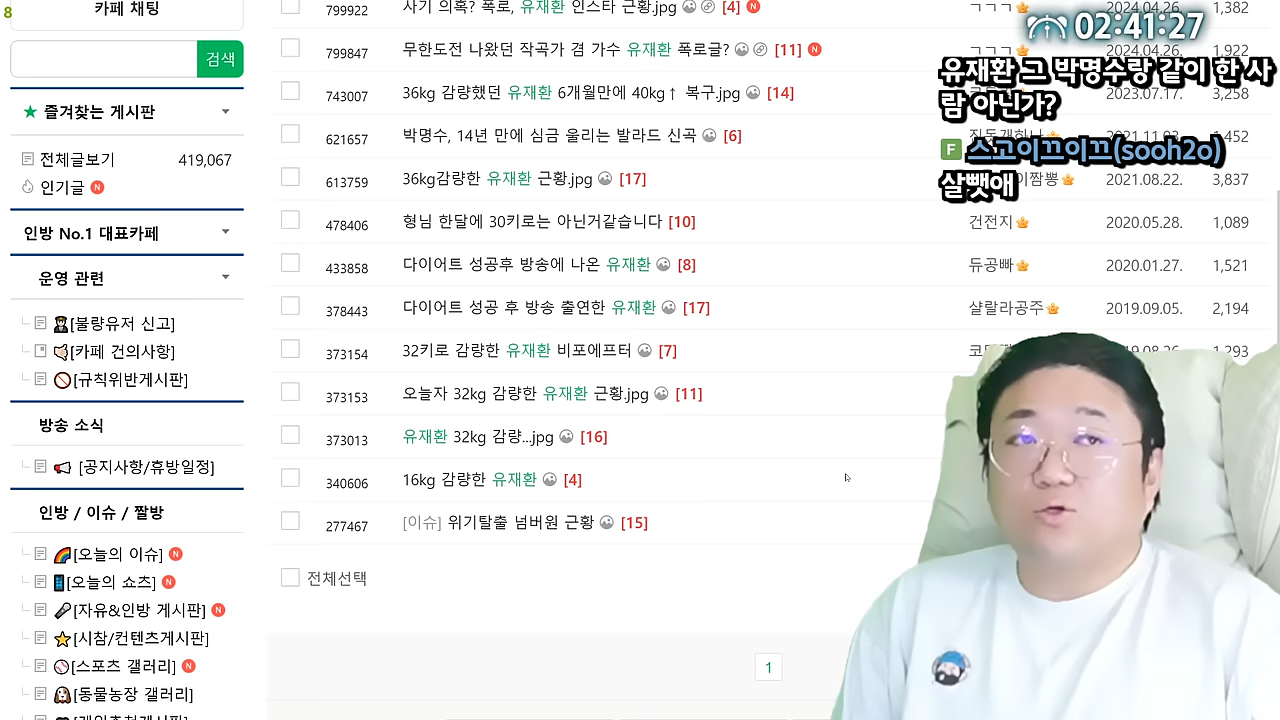 8
카페 채팅
검색
★ 즐겨찾는 게시판
전체글보기 419,067
인기글 N
인방 No.1 대표카페
운영 관련
[불량유저 신고]
[카페 건의사항]
[규칙위반게시판]
방송 소식
[공지사항/휴방일정]
인방 / 이슈 / 짤방
[오늘의 이슈] N
[오늘의 쇼츠] N
[자유&인방 게시판] N
[시참/컨텐츠게시판]
[스포츠 갤러리] N
[동물농장 갤러리]
799922 사기 의혹? 폭로, 유재환 인스타 근황.jpg [4] N ㄱㄱㄱ 2024.04.26. 1,382
799847 무한도전 나왔던 작곡가 겸 가수 유재환 폭로글? [11] N ㄱㄱㄱ 2024.04.26. 1,922
743007 36kg 감량했던 유재환 6개월만에 40kg↑ 복구.jpg [14] 2023.07.17. 3,258
621657 박명수, 14년 만에 심금 울리는 발라드 신곡 [6] 2021.11.03. 452
613759 36kg감량한 유재환 근황.jpg [17] 이짬뽕 2021.08.22. 3,837
478406 형님 한달에 30키로는 아닌거같습니다 [10] 건전지 2020.05.28. 1,089
433858 다이어트 성공후 방송에 나온 유재환 [8] 듀공빠 2020.01.27. 1,521
378443 다이어트 성공 후 방송 출연한 유재환 [17] 샬랄라공주 2019.09.05. 2,194
373154 32키로 감량한 유재환 비포에프터 [7] 1,293
373153 오늘자 32kg 감량한 유재환 근황.jpg [11]
373013 유재환 32kg 감량...jpg [16]
340606 16kg 감량한 유재환 [4]
277467 [이슈] 위기탈출 넘버원 근황 [15]
전체선택
1
02:41:27
유재환 그 박명수랑 같이 한 사
람 아닌가?
F 스고이끄이끄(sooh2o)
살뺏애